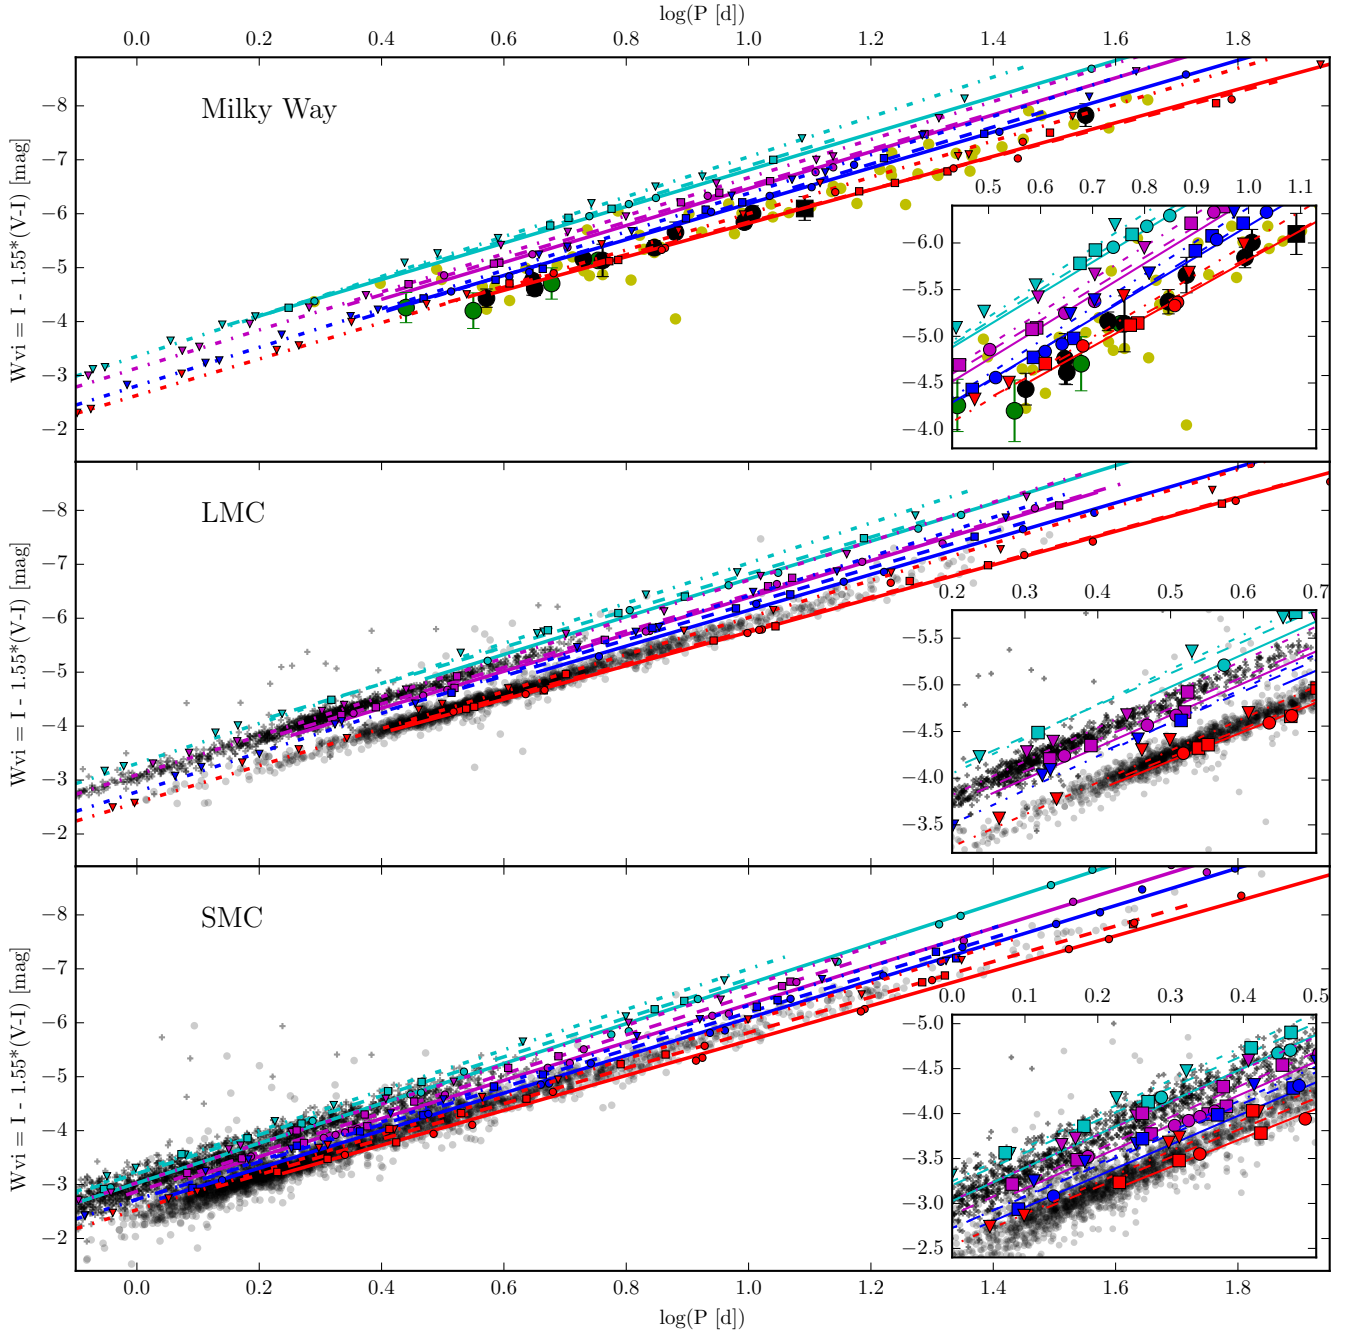 log(P [d])
0.0 0.2 0.4 0.6 0.8 1.0 1.2 1.4 1.6 1.8
Milky Way
Wvi = I - 1.55*(V-I) [mag]
−8
−7
−6
−5
−4
−3
−2
0.5 0.6 0.7 0.8 0.9 1.0 1.1
−6.0
−5.5
−5.0
−4.5
−4.0
LMC
Wvi = I - 1.55*(V-I) [mag]
−8
−7
−6
−5
−4
−3
−2
0.2 0.3 0.4 0.5 0.6 0.7
−5.5
−5.0
−4.5
−4.0
−3.5
SMC
Wvi = I - 1.55*(V-I) [mag]
−8
−7
−6
−5
−4
−3
−2
0.0 0.1 0.2 0.3 0.4 0.5
−5.0
−4.5
−4.0
−3.5
−3.0
−2.5
0.0 0.2 0.4 0.6 0.8 1.0 1.2 1.4 1.6 1.8
log(P [d])